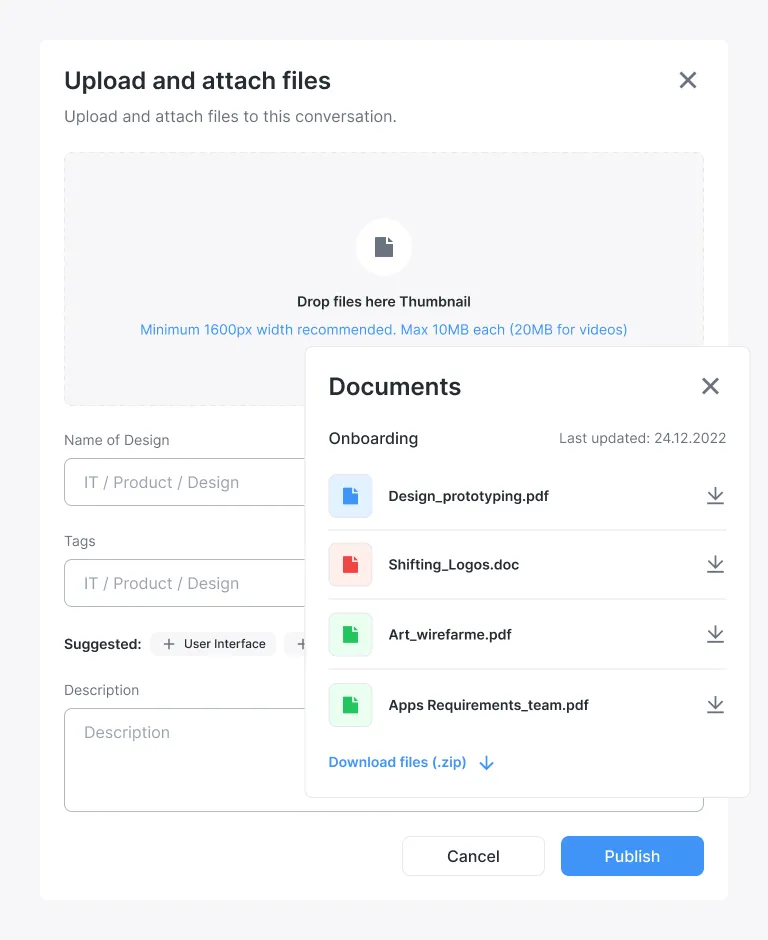 Upload and attach files
Upload and attach files to this conversation.
Drop files here Thumbnail
Minimum 1600px width recommended. Max 10MB each (20MB for videos)
Name of Design
IT / Product / Design
Tags
IT / Product / Design
Suggested: + User Interface +
Description
Description
Documents
Onboarding Last updated: 24.12.2022
Design_prototyping.pdf
Shifting_Logos.doc
Art_wirefarme.pdf
Apps Requirements_team.pdf
Download files (.zip)
Cancel Publish